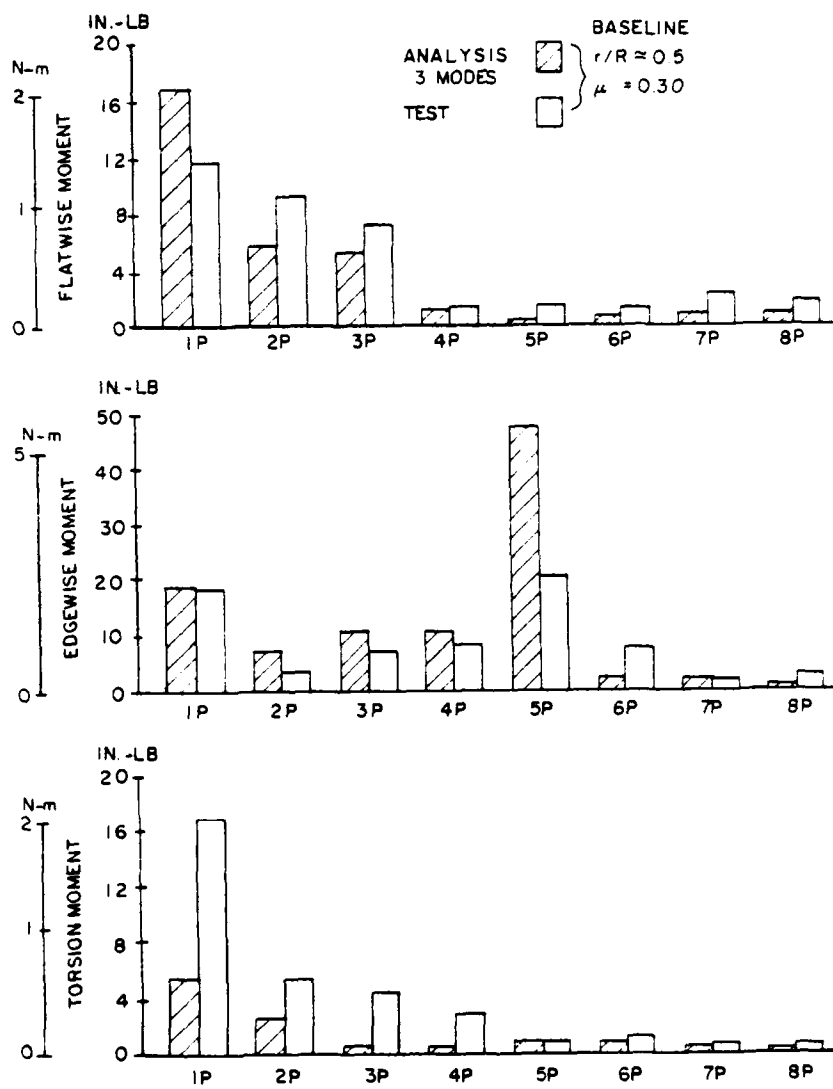 BASELINE
ANALYSIS
3 MODES
r/R ≃ 0.5
μ = 0.30
TEST
IN.-LB
N-m
FLATWISE MOMENT
20
16
12
8
4
0
2
1
0
1P 2P 3P 4P 5P 6P 7P 8P
IN.-LB
N-m
EDGEWISE MOMENT
50
40
30
20
10
0
5
0
1P 2P 3P 4P 5P 6P 7P 8P
IN.-LB
N-m
TORSION MOMENT
20
16
12
8
4
0
2
1
0
1P 2P 3P 4P 5P 6P 7P 8P